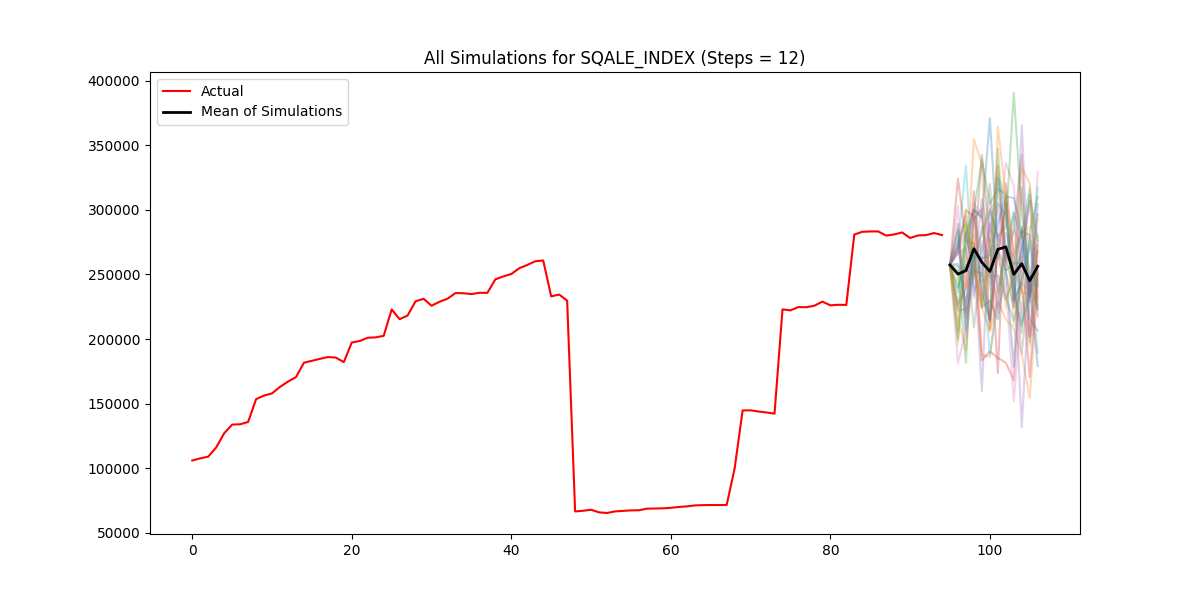 All Simulations for SQALE_INDEX (Steps = 12)
400000
350000
300000
250000
200000
150000
100000
50000
Actual
Mean of Simulations
0 20 40 60 80 100